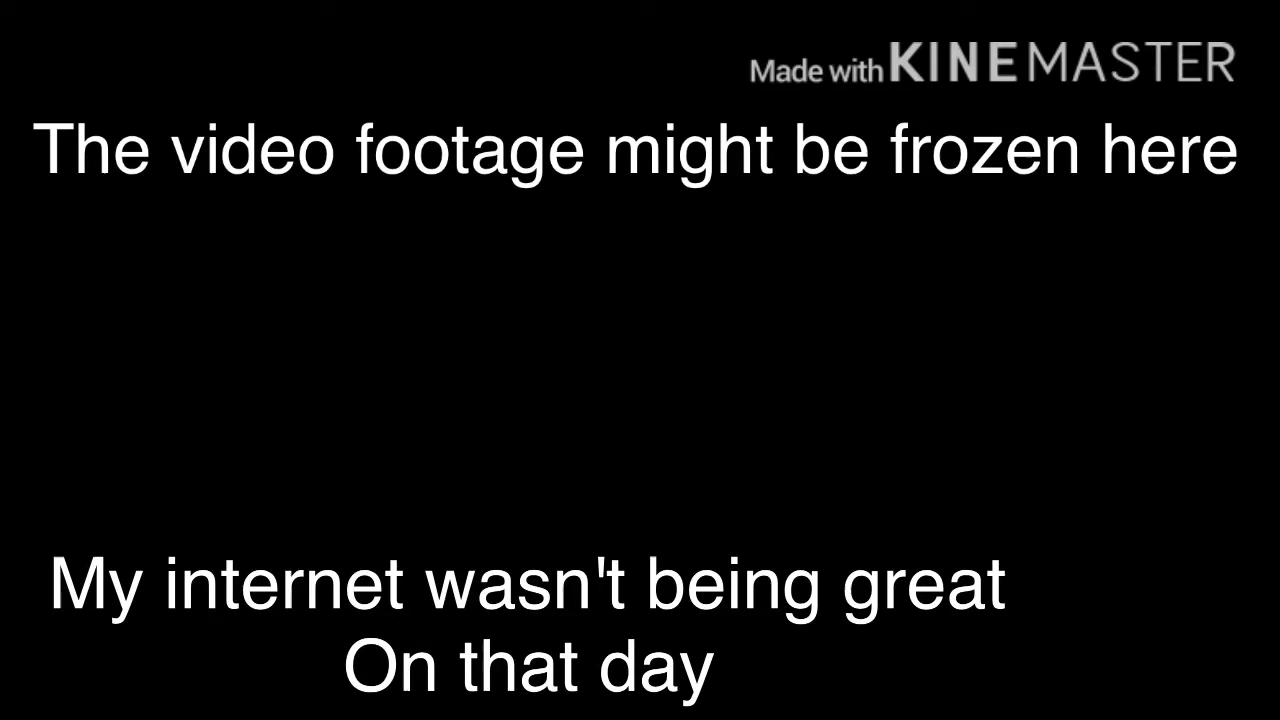 Made with KINEMASTER
The video footage might be frozen here
My internet wasn't being great
On that day